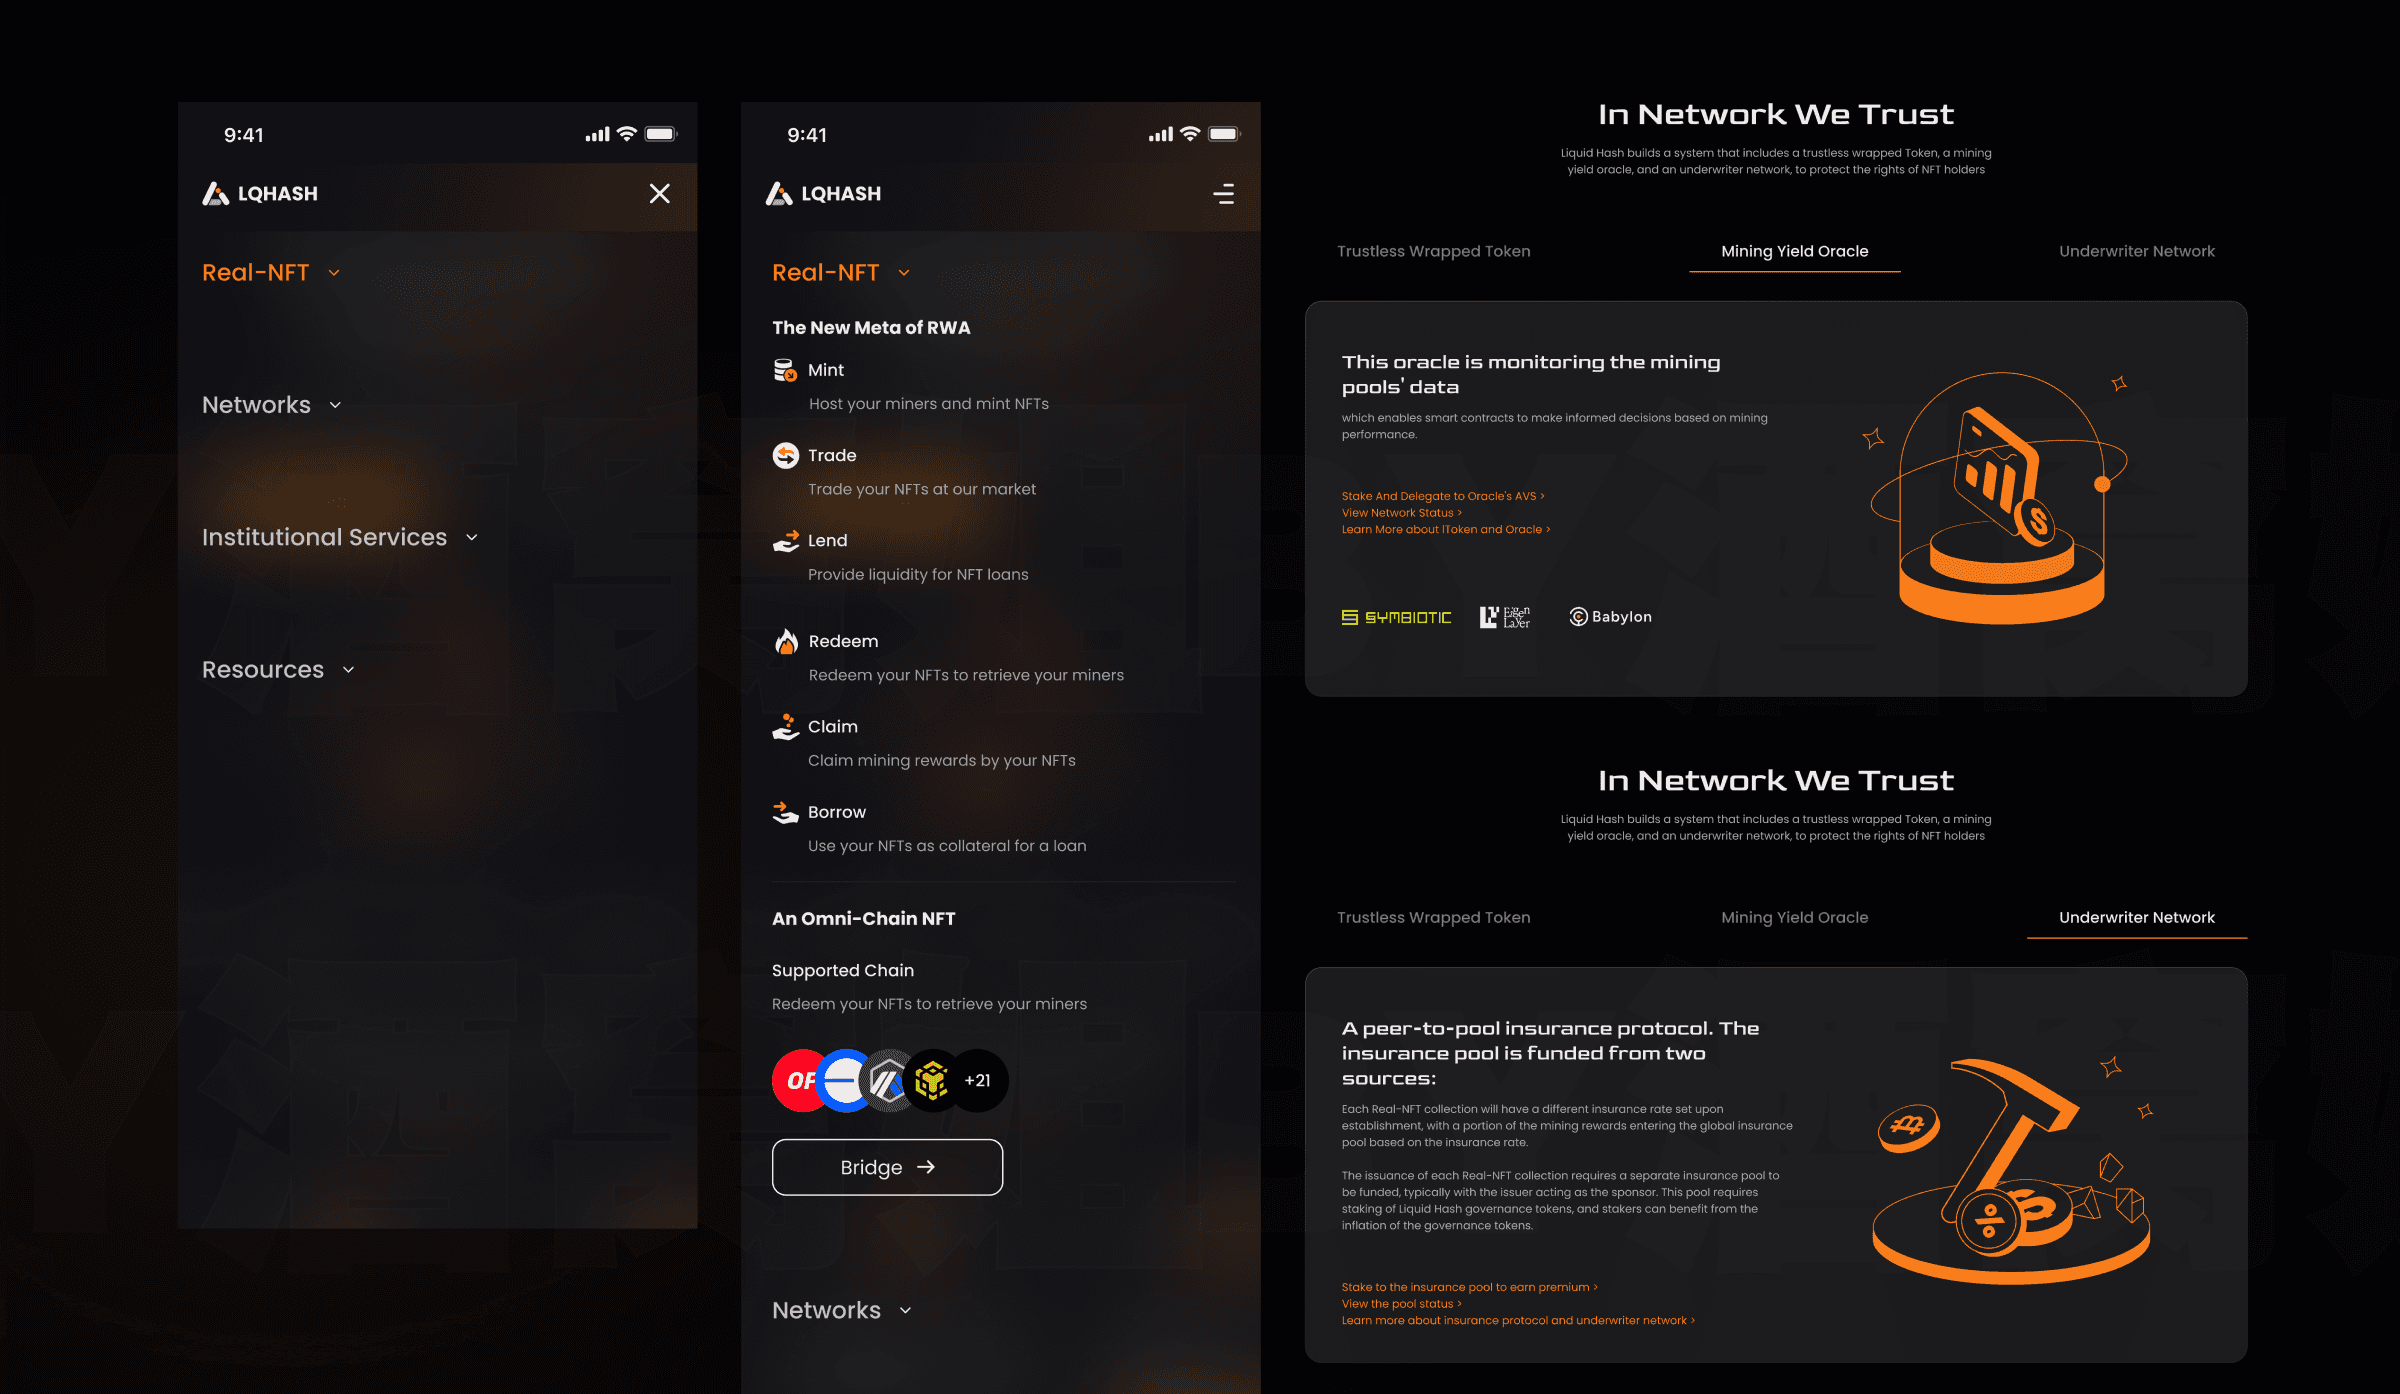 9:41
LQHASH
Real-NFT
Networks
Institutional Services
Resources
9:41
LQHASH
Real-NFT
The New Meta of RWA
Mint
Host your miners and mint NFTs
Trade
Trade your NFTs at our market
Lend
Provide liquidity for NFT loans
Redeem
Redeem your NFTs to retrieve your miners
Claim
Claim mining rewards by your NFTs
Borrow
Use your NFTs as collateral for a loan
An Omni-Chain NFT
Supported Chain
Redeem your NFTs to retrieve your miners
OP
+21
Bridge →
Networks
In Network We Trust
Liquid Hash builds a system that includes a trustless wrapped Token, a mining
yield oracle, and an underwriter network, to protect the rights of NFT holders
Trustless Wrapped Token
Mining Yield Oracle
Underwriter Network
This oracle is monitoring the mining
pools' data
which enables smart contracts to make informed decisions based on mining
performance.
Stake And Delegate to Oracle's AVS >
View Network Status >
Learn More about lToken and Oracle >
SYMBIOTIC
Eigen
Layer
Babylon
In Network We Trust
Liquid Hash builds a system that includes a trustless wrapped Token, a mining
yield oracle, and an underwriter network, to protect the rights of NFT holders
Trustless Wrapped Token
Mining Yield Oracle
Underwriter Network
A peer-to-pool insurance protocol. The
insurance pool is funded from two
sources:
Each Real-NFT collection will have a different insurance rate set upon
establishment, with a portion of the mining rewards entering the global insurance
pool based on the insurance rate.
The issuance of each Real-NFT collection requires a separate insurance pool to
be funded, typically with the issuer acting as the sponsor. This pool requires
staking of Liquid Hash governance tokens, and stakers can benefit from the
inflation of the governance tokens.
Stake to the insurance pool to earn premium >
View the pool status >
Learn more about insurance protocol and underwriter network >